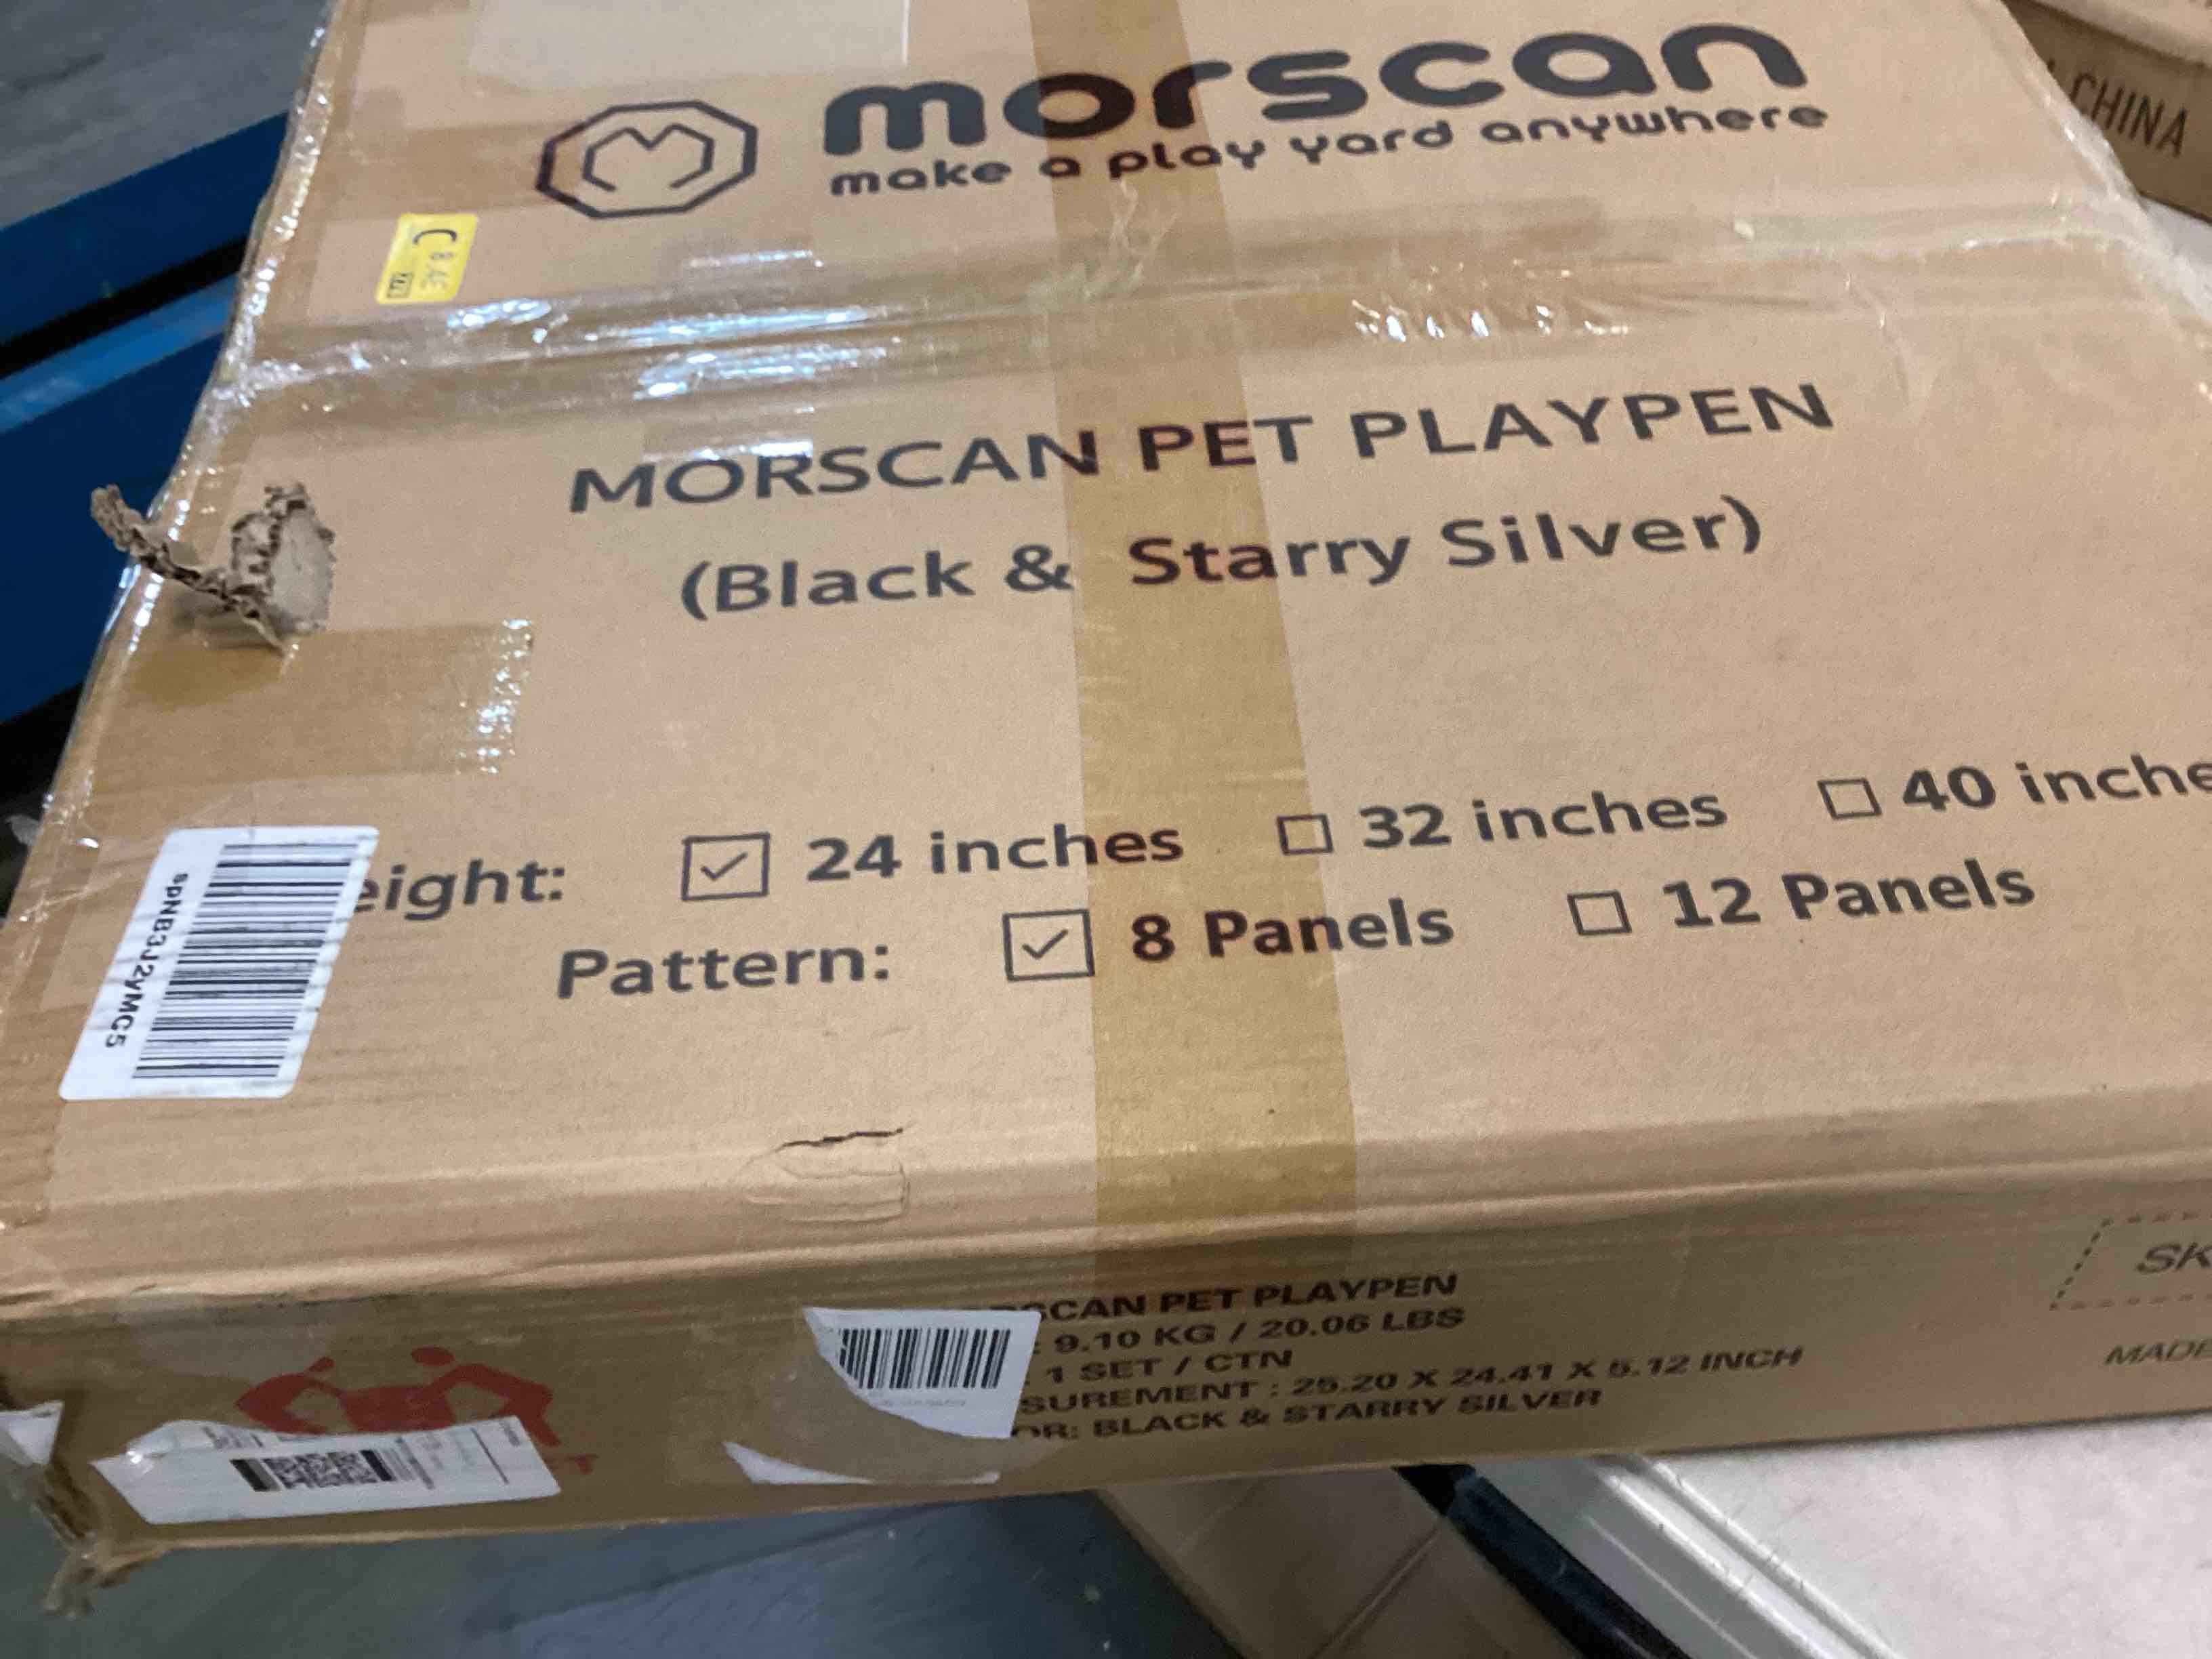 morscan
make a play yard anywhere
CHINA
MORSCAN PET PLAYPEN
(Black & Starry Silver)
eight: 24 inches 32 inches 40 inche
Pattern: 8 Panels 12 Panels
spNB3J2YMC5
SCAN PET PLAYPEN
: 9.10 KG / 20.06 LBS
1 SET / CTN
SUREMENT : 25.20 X 24.41 X 5.12 INCH
OR: BLACK & STARRY SILVER
SK
MADE